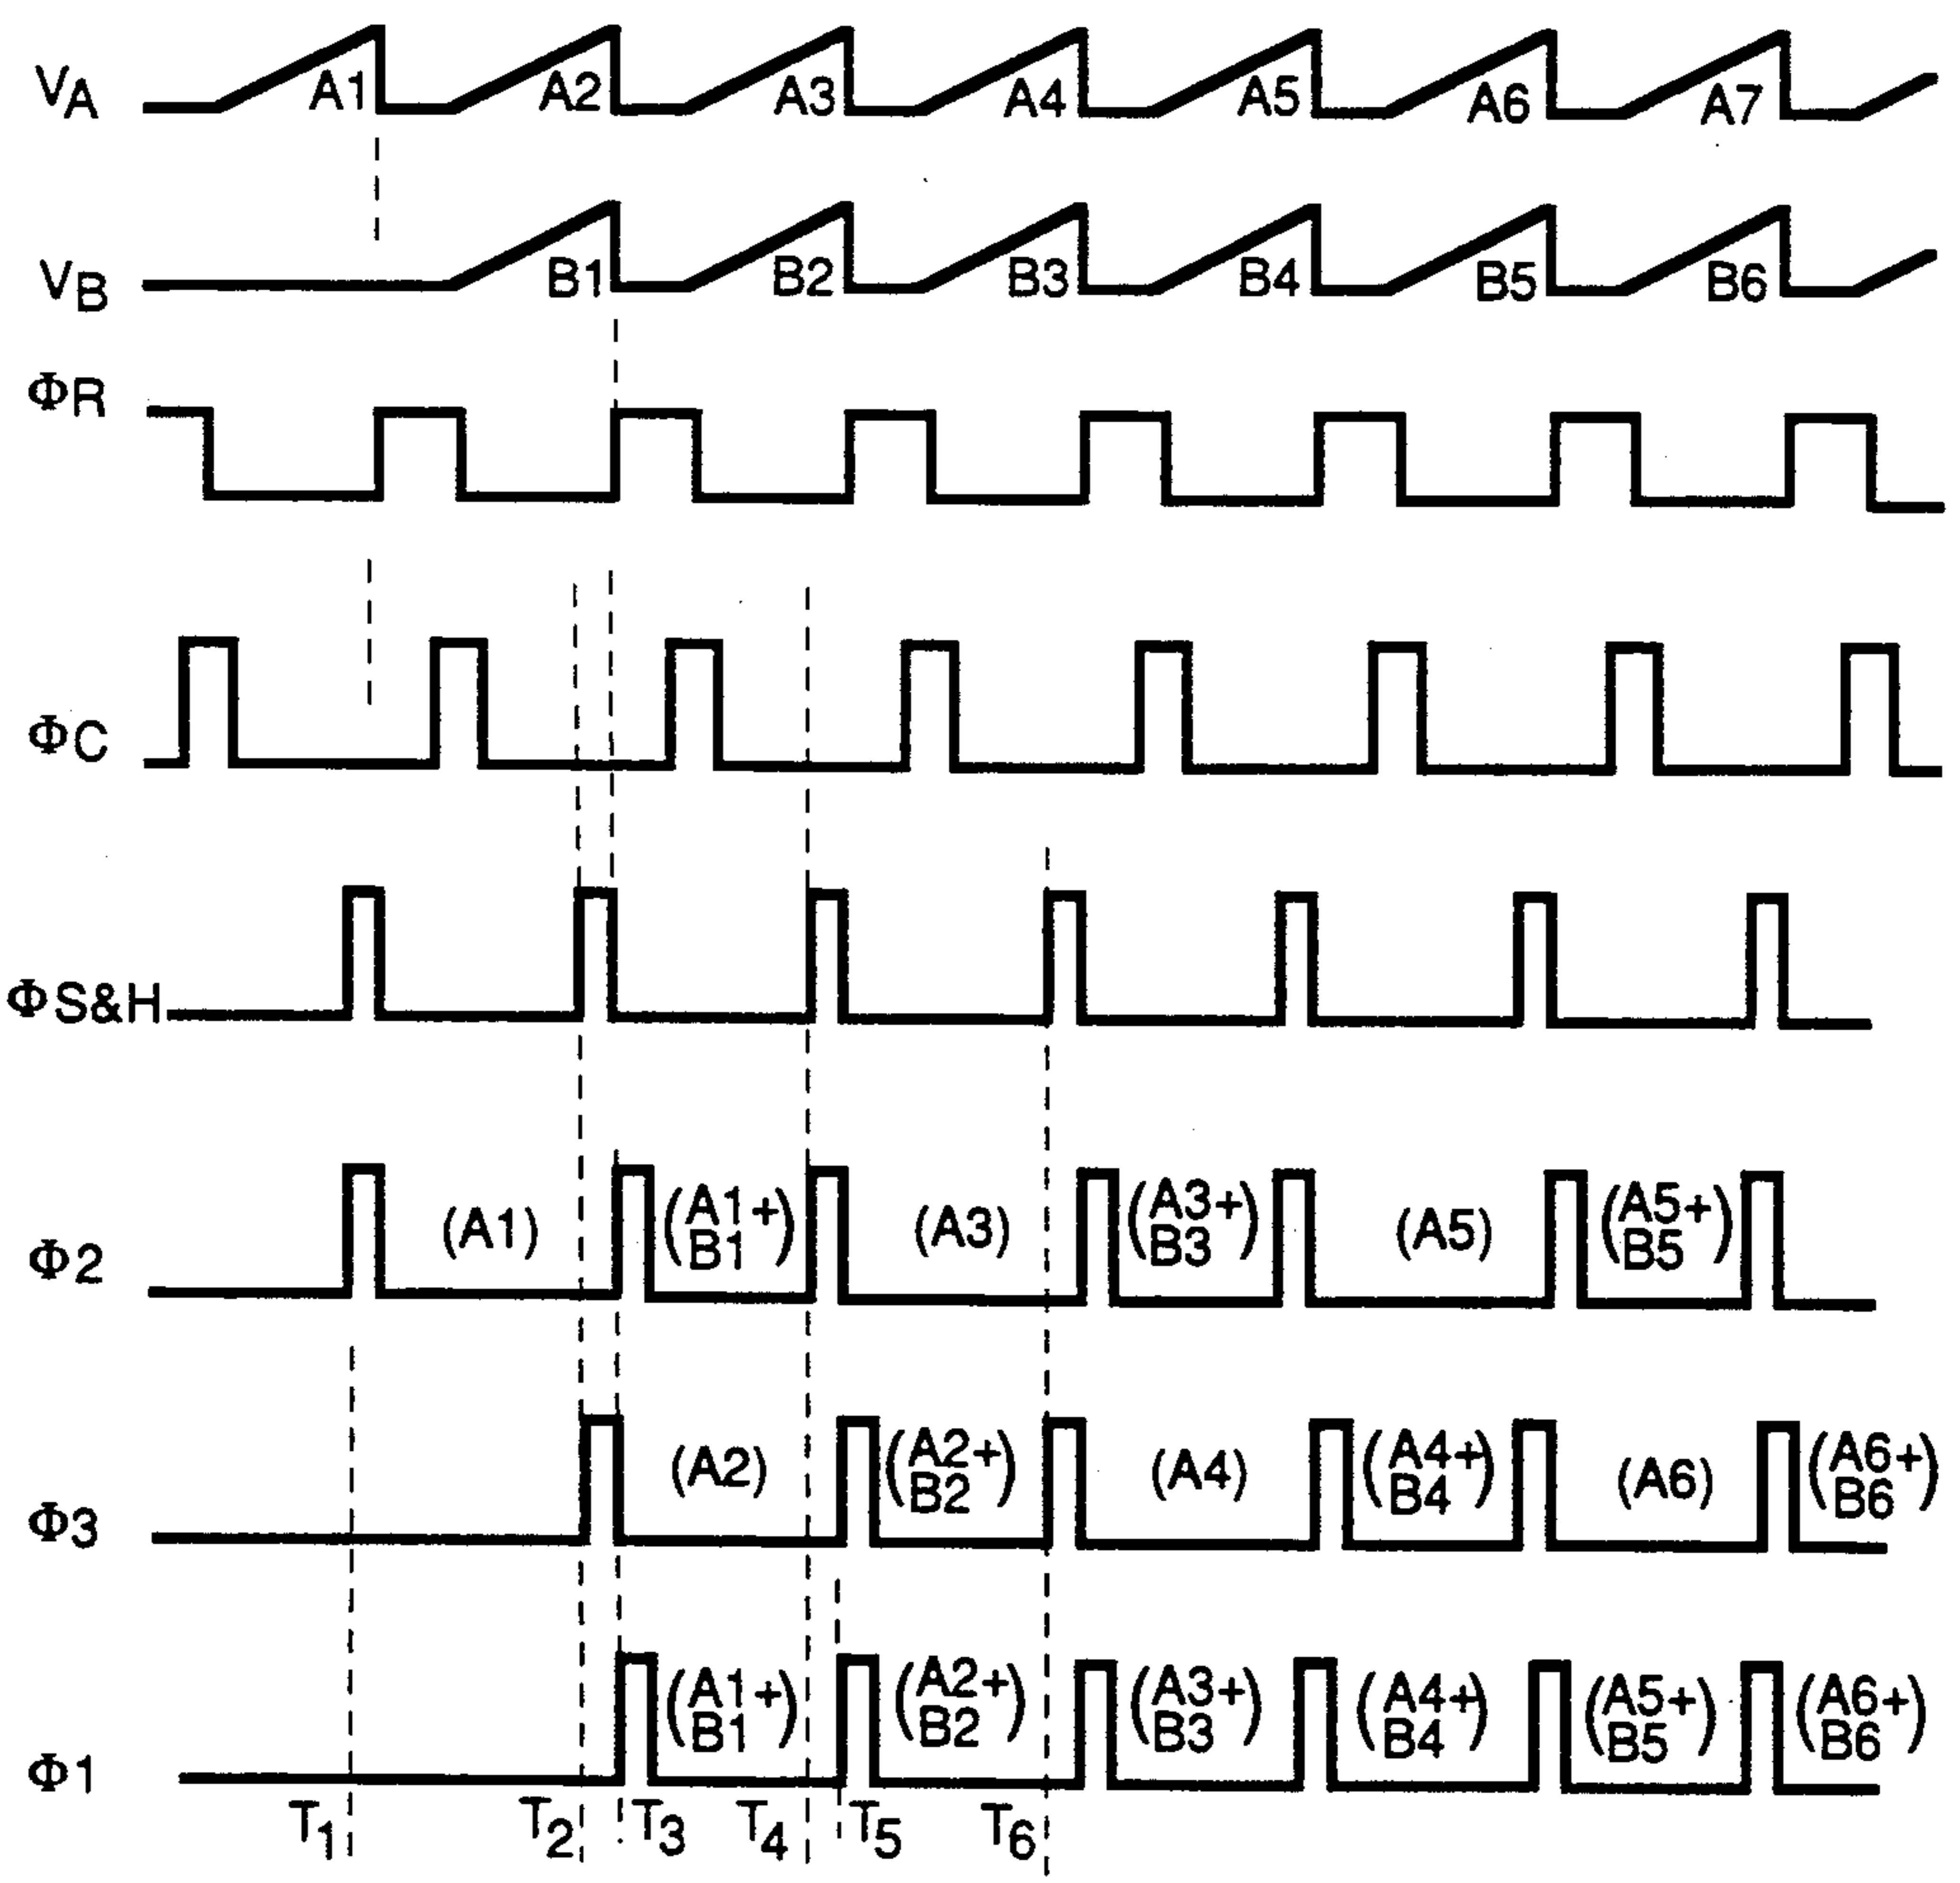 VA A1 A2 A3 A4 A5 A6 A7
VB B1 B2 B3 B4 B5 B6
ΦR
ΦC
ΦS&H
Φ2 (A1) (A1+ B1) (A3) (A3+ B3) (A5) (A5+ B5)
Φ3 (A2) (A2+ B2) (A4) (A4+ B4) (A6) (A6+ B6)
Φ1 (A1+ B1) (A2+ B2) (A3+ B3) (A4+ B4) (A5+ B5) (A6+ B6)
T1 T2 T3 T4 T5 T6